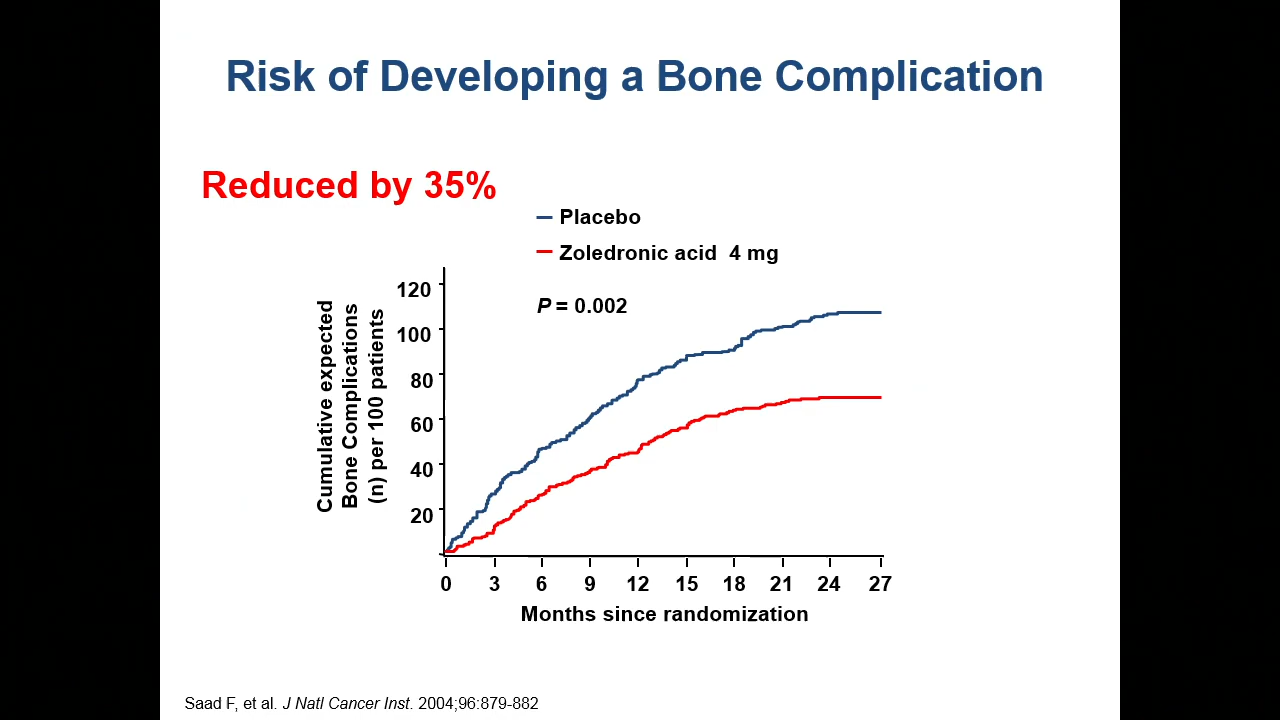 Risk of Developing a Bone Complication
Reduced by 35%
Placebo
Zoledronic acid  4 mg
P = 0.002
120
100
80
60
40
20
Cumulative expected
Bone Complications
(n) per 100 patients
0 3 6 9 12 15 18 21 24 27
Months since randomization
Saad F, et al. J Natl Cancer Inst. 2004;96:879-882